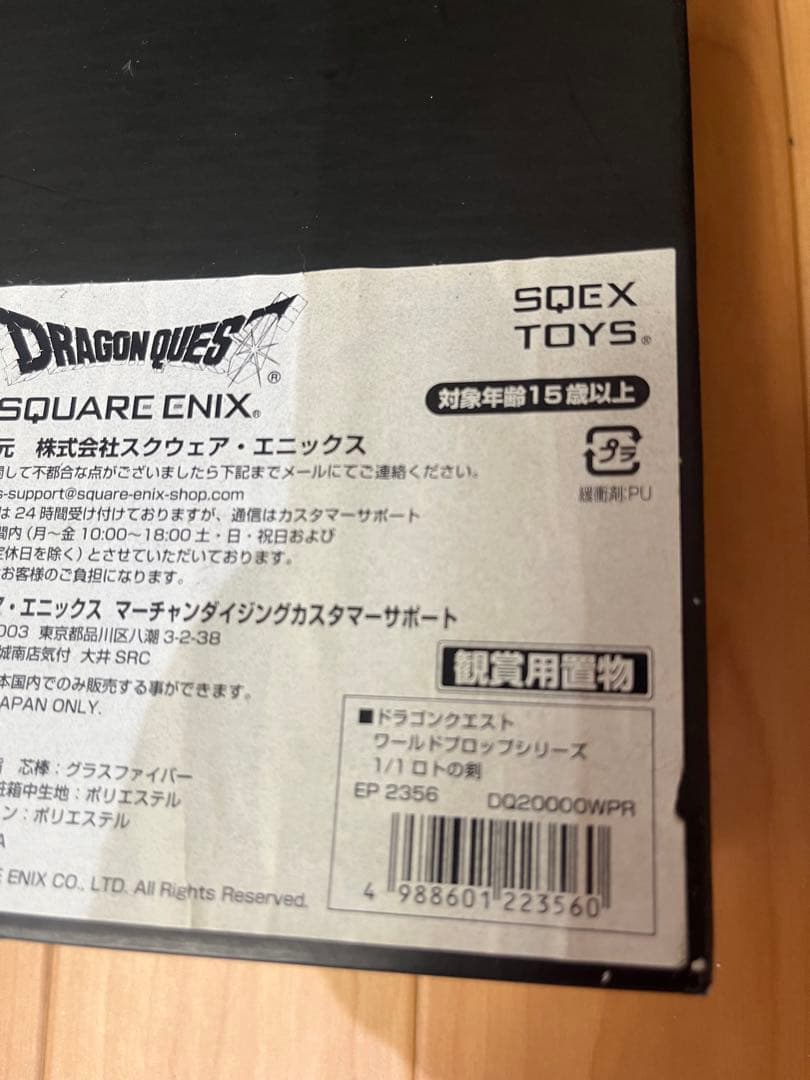 DRAGON QUEST®
SQEX
TOYS®
SQUARE ENIX®
対象年齢15歳以上
元 株式会社スクウェア・エニックス
プラ
関して不都合な点がございましたら下記までメールにてご連絡ください。
緩衝剤:PU
s-support@square-enix-shop.com
は24時間受け付けておりますが、通信はカスタマーサポート
間内(月〜金 10:00〜18:00 土・日・祝日および
定休日を除く)とさせていただいております。
お客様のご負担になります。
ア・エニックス マーチャンダイジングカスタマーサポート
003 東京都品川区八潮3-2-38
城南店気付 大井SRC
観賞用置物
本国内でのみ販売する事ができます。
JAPAN ONLY.
■ドラゴンクエスト
ワールドプロップシリーズ
1/1 ロトの剣
EP 2356 DQ20000WPR
芯棒:グラスファイバー
粧箱中生地:ポリエステル
ン:ポリエステル
A
E ENIX CO., LTD. All Rights Reserved.
4 988601 223560